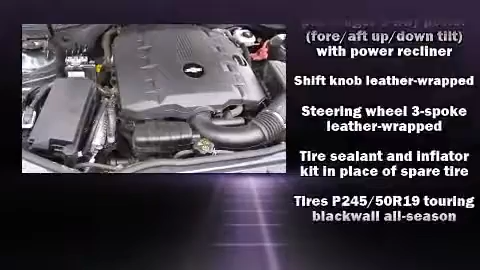 (fore/aft up/down tilt)
with power recliner
Shift knob leather-wrapped
Steering wheel 3-spoke
leather-wrapped
Tire sealant and inflator
kit in place of spare tire
Tires P245/50R19 touring
blackwall all-season